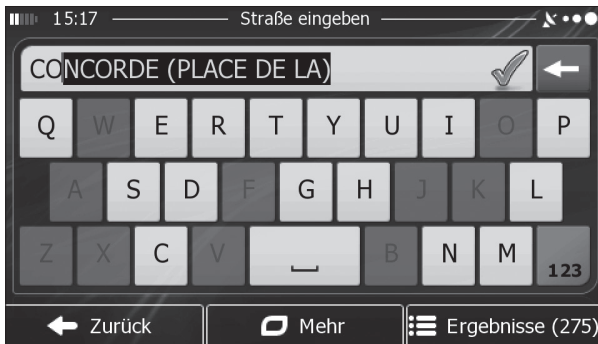 15:17 Straße eingeben
CONCORDE (PLACE DE LA)
Q W E R T Y U I O P
A S D F G H J K L
Z X C V B N M 123
Zurück Mehr Ergebnisse (275)